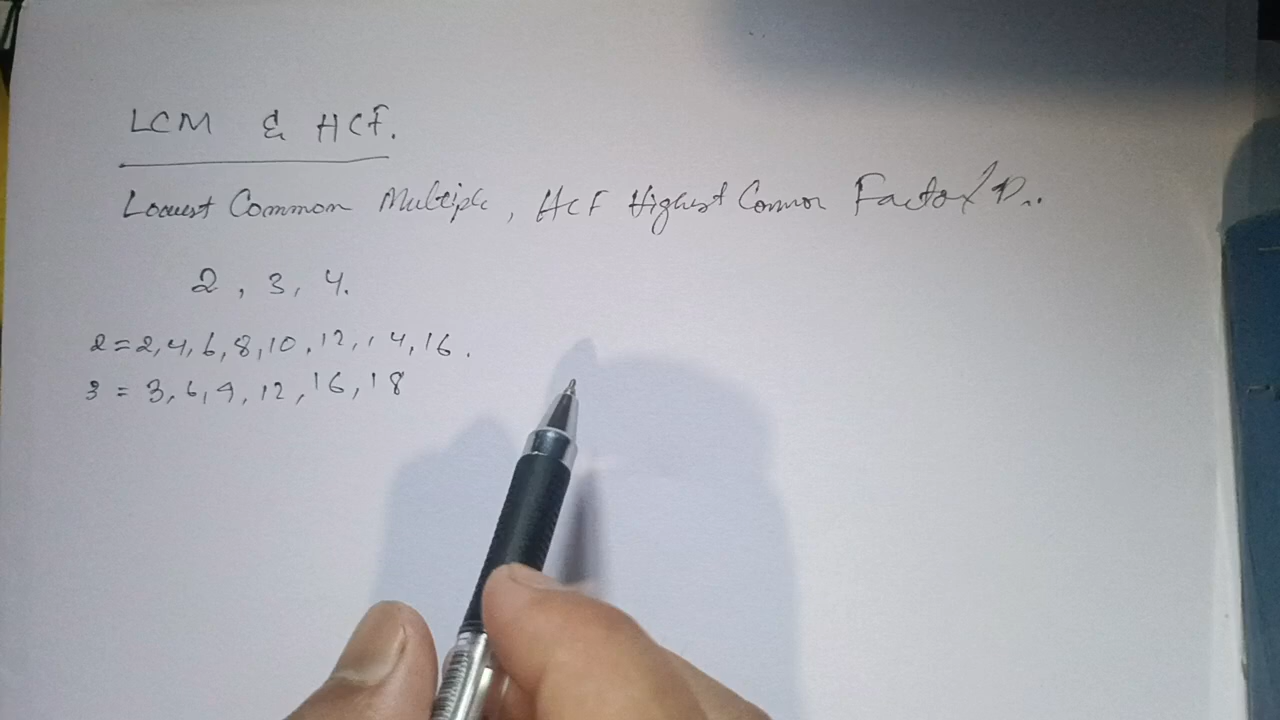 LCM & HCF.
Lowest Common Multiple, HCF Highest Common Factor/D..
2, 3, 4.
2=2,4,6,8,10,12,14,16.
3 = 3,6,9,12,16,18